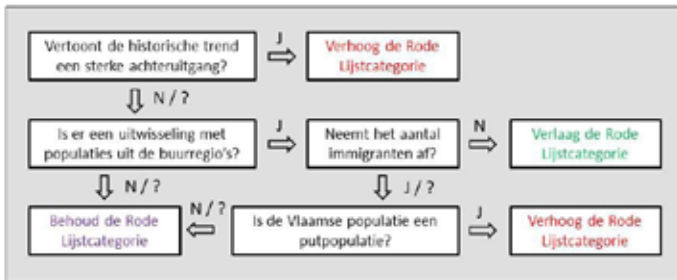 Vertoont de historische trend
een sterke achteruitgang?
J
Verhoog de Rode
Lijstcategorie
N / ?
Is er een uitwisseling met
populaties uit de buurregio's?
J
Neemt het aantal
immigranten af?
N
Verlaag de Rode
Lijstcategorie
N / ?
J / ?
Behoud de Rode
Lijstcategorie
N / ?
Is de Vlaamse populatie een
putpopulatie?
J
Verhoog de Rode
Lijstcategorie